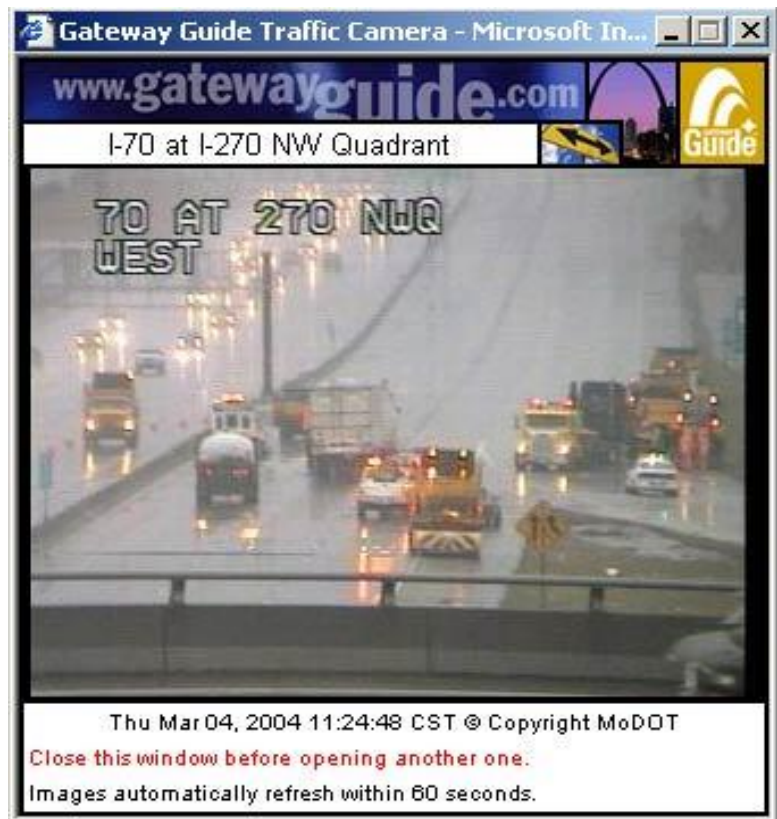 Gateway Guide Traffic Camera - Microsoft In...
www.gatewayguide.com
Guide
I-70 at I-270 NW Quadrant
70 AT 270 NWQ
WEST
Thu Mar 04, 2004 11:24:48 CST © Copyright MoDOT
Close this window before opening another one.
Images automatically refresh within 60 seconds.